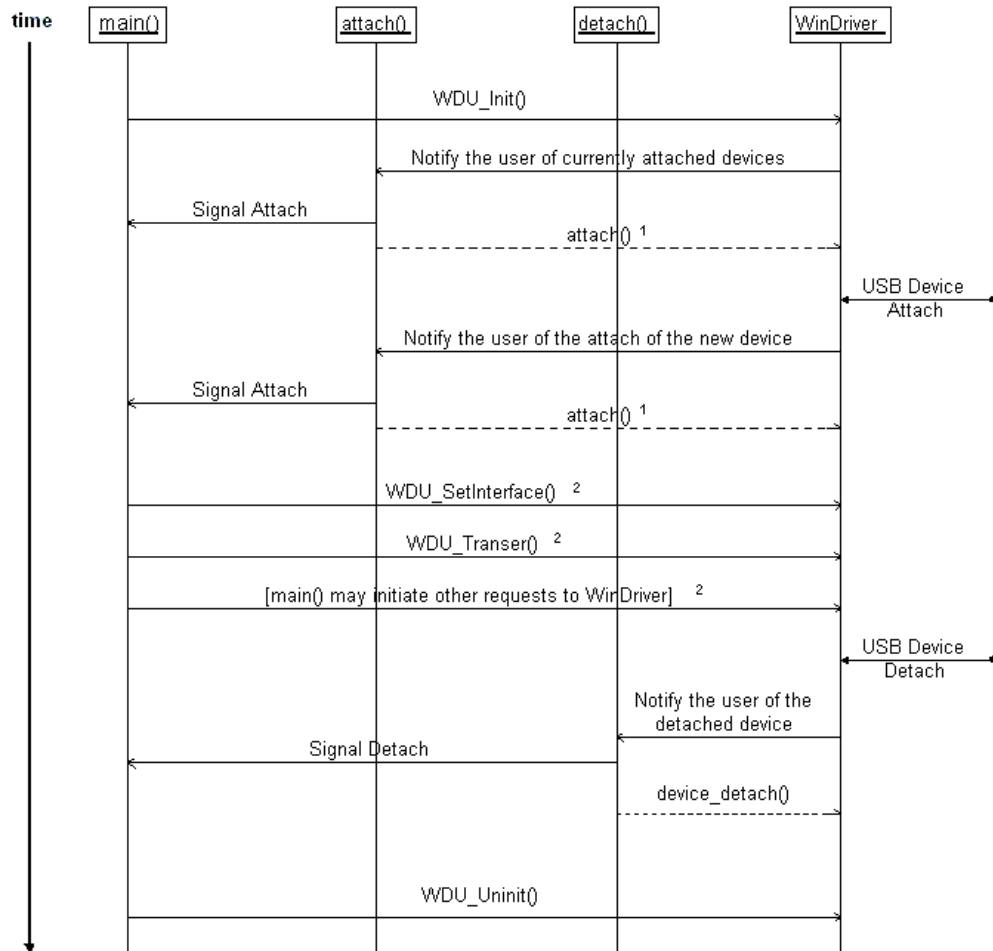 time
main()
attach()
detach()
WinDriver
WDU_Init()
Notify the user of currently attached devices
Signal Attach
attach() 1
USB Device
Attach
Notify the user of the attach of the new device
Signal Attach
attach() 1
WDU_SetInterface() 2
WDU_Transer() 2
[main() may initiate other requests to WinDriver] 2
USB Device
Detach
Notify the user of the
detached device
Signal Detach
device_detach()
WDU_Uninit()